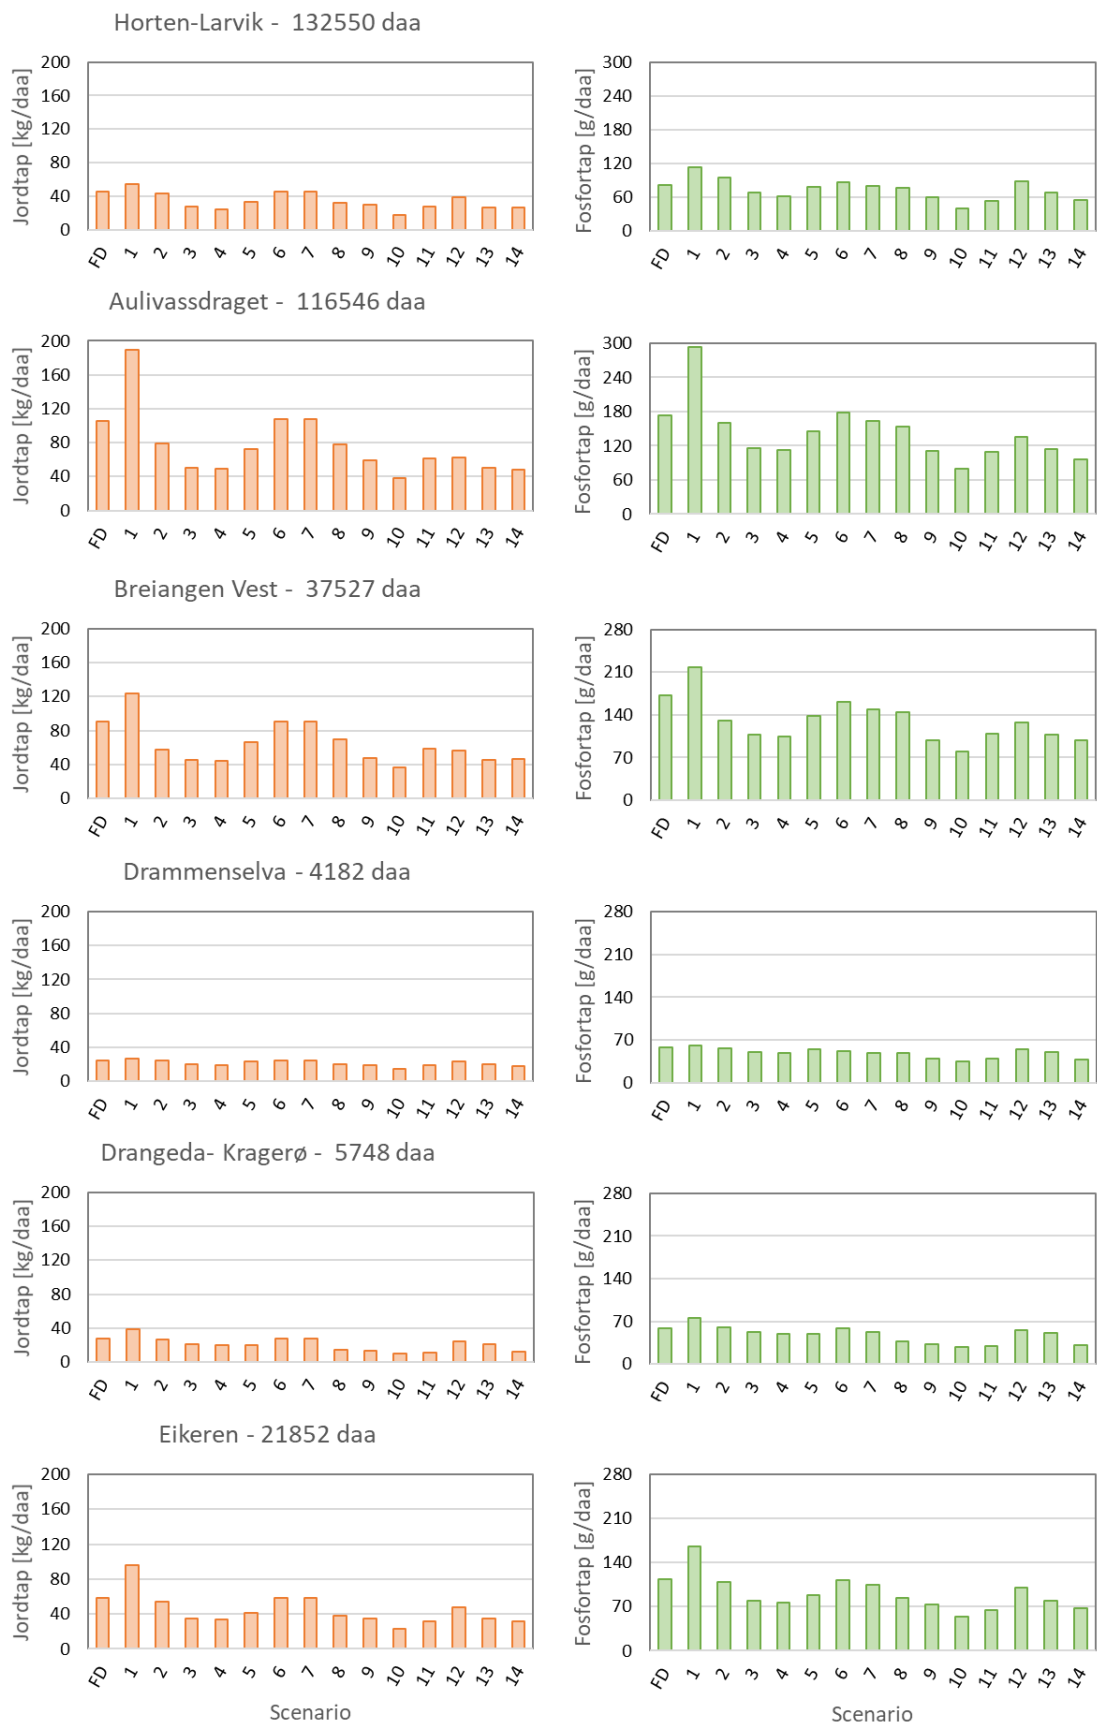 Horten-Larvik - 132550 daa
Jordtap [kg/daa]
200
160
120
80
40
0
FD 1 2 3 4 5 6 7 8 9 10 11 12 13 14
Fosfortap [g/daa]
300
240
180
120
60
0
FD 1 2 3 4 5 6 7 8 9 10 11 12 13 14
Aulivassdraget - 116546 daa
Jordtap [kg/daa]
200
160
120
80
40
0
FD 1 2 3 4 5 6 7 8 9 10 11 12 13 14
Fosfortap [g/daa]
300
240
180
120
60
0
FD 1 2 3 4 5 6 7 8 9 10 11 12 13 14
Breiangen Vest - 37527 daa
Jordtap [kg/daa]
200
160
120
80
40
0
FD 1 2 3 4 5 6 7 8 9 10 11 12 13 14
Fosfortap [g/daa]
280
210
140
70
0
FD 1 2 3 4 5 6 7 8 9 10 11 12 13 14
Drammenselva - 4182 daa
Jordtap [kg/daa]
200
160
120
80
40
0
FD 1 2 3 4 5 6 7 8 9 10 11 12 13 14
Fosfortap [g/daa]
280
210
140
70
0
FD 1 2 3 4 5 6 7 8 9 10 11 12 13 14
Drangeda- Kragerø - 5748 daa
Jordtap [kg/daa]
200
160
120
80
40
0
FD 1 2 3 4 5 6 7 8 9 10 11 12 13 14
Fosfortap [g/daa]
280
210
140
70
0
FD 1 2 3 4 5 6 7 8 9 10 11 12 13 14
Eikeren - 21852 daa
Jordtap [kg/daa]
200
160
120
80
40
0
FD 1 2 3 4 5 6 7 8 9 10 11 12 13 14
Scenario
Fosfortap [g/daa]
280
210
140
70
0
FD 1 2 3 4 5 6 7 8 9 10 11 12 13 14
Scenario